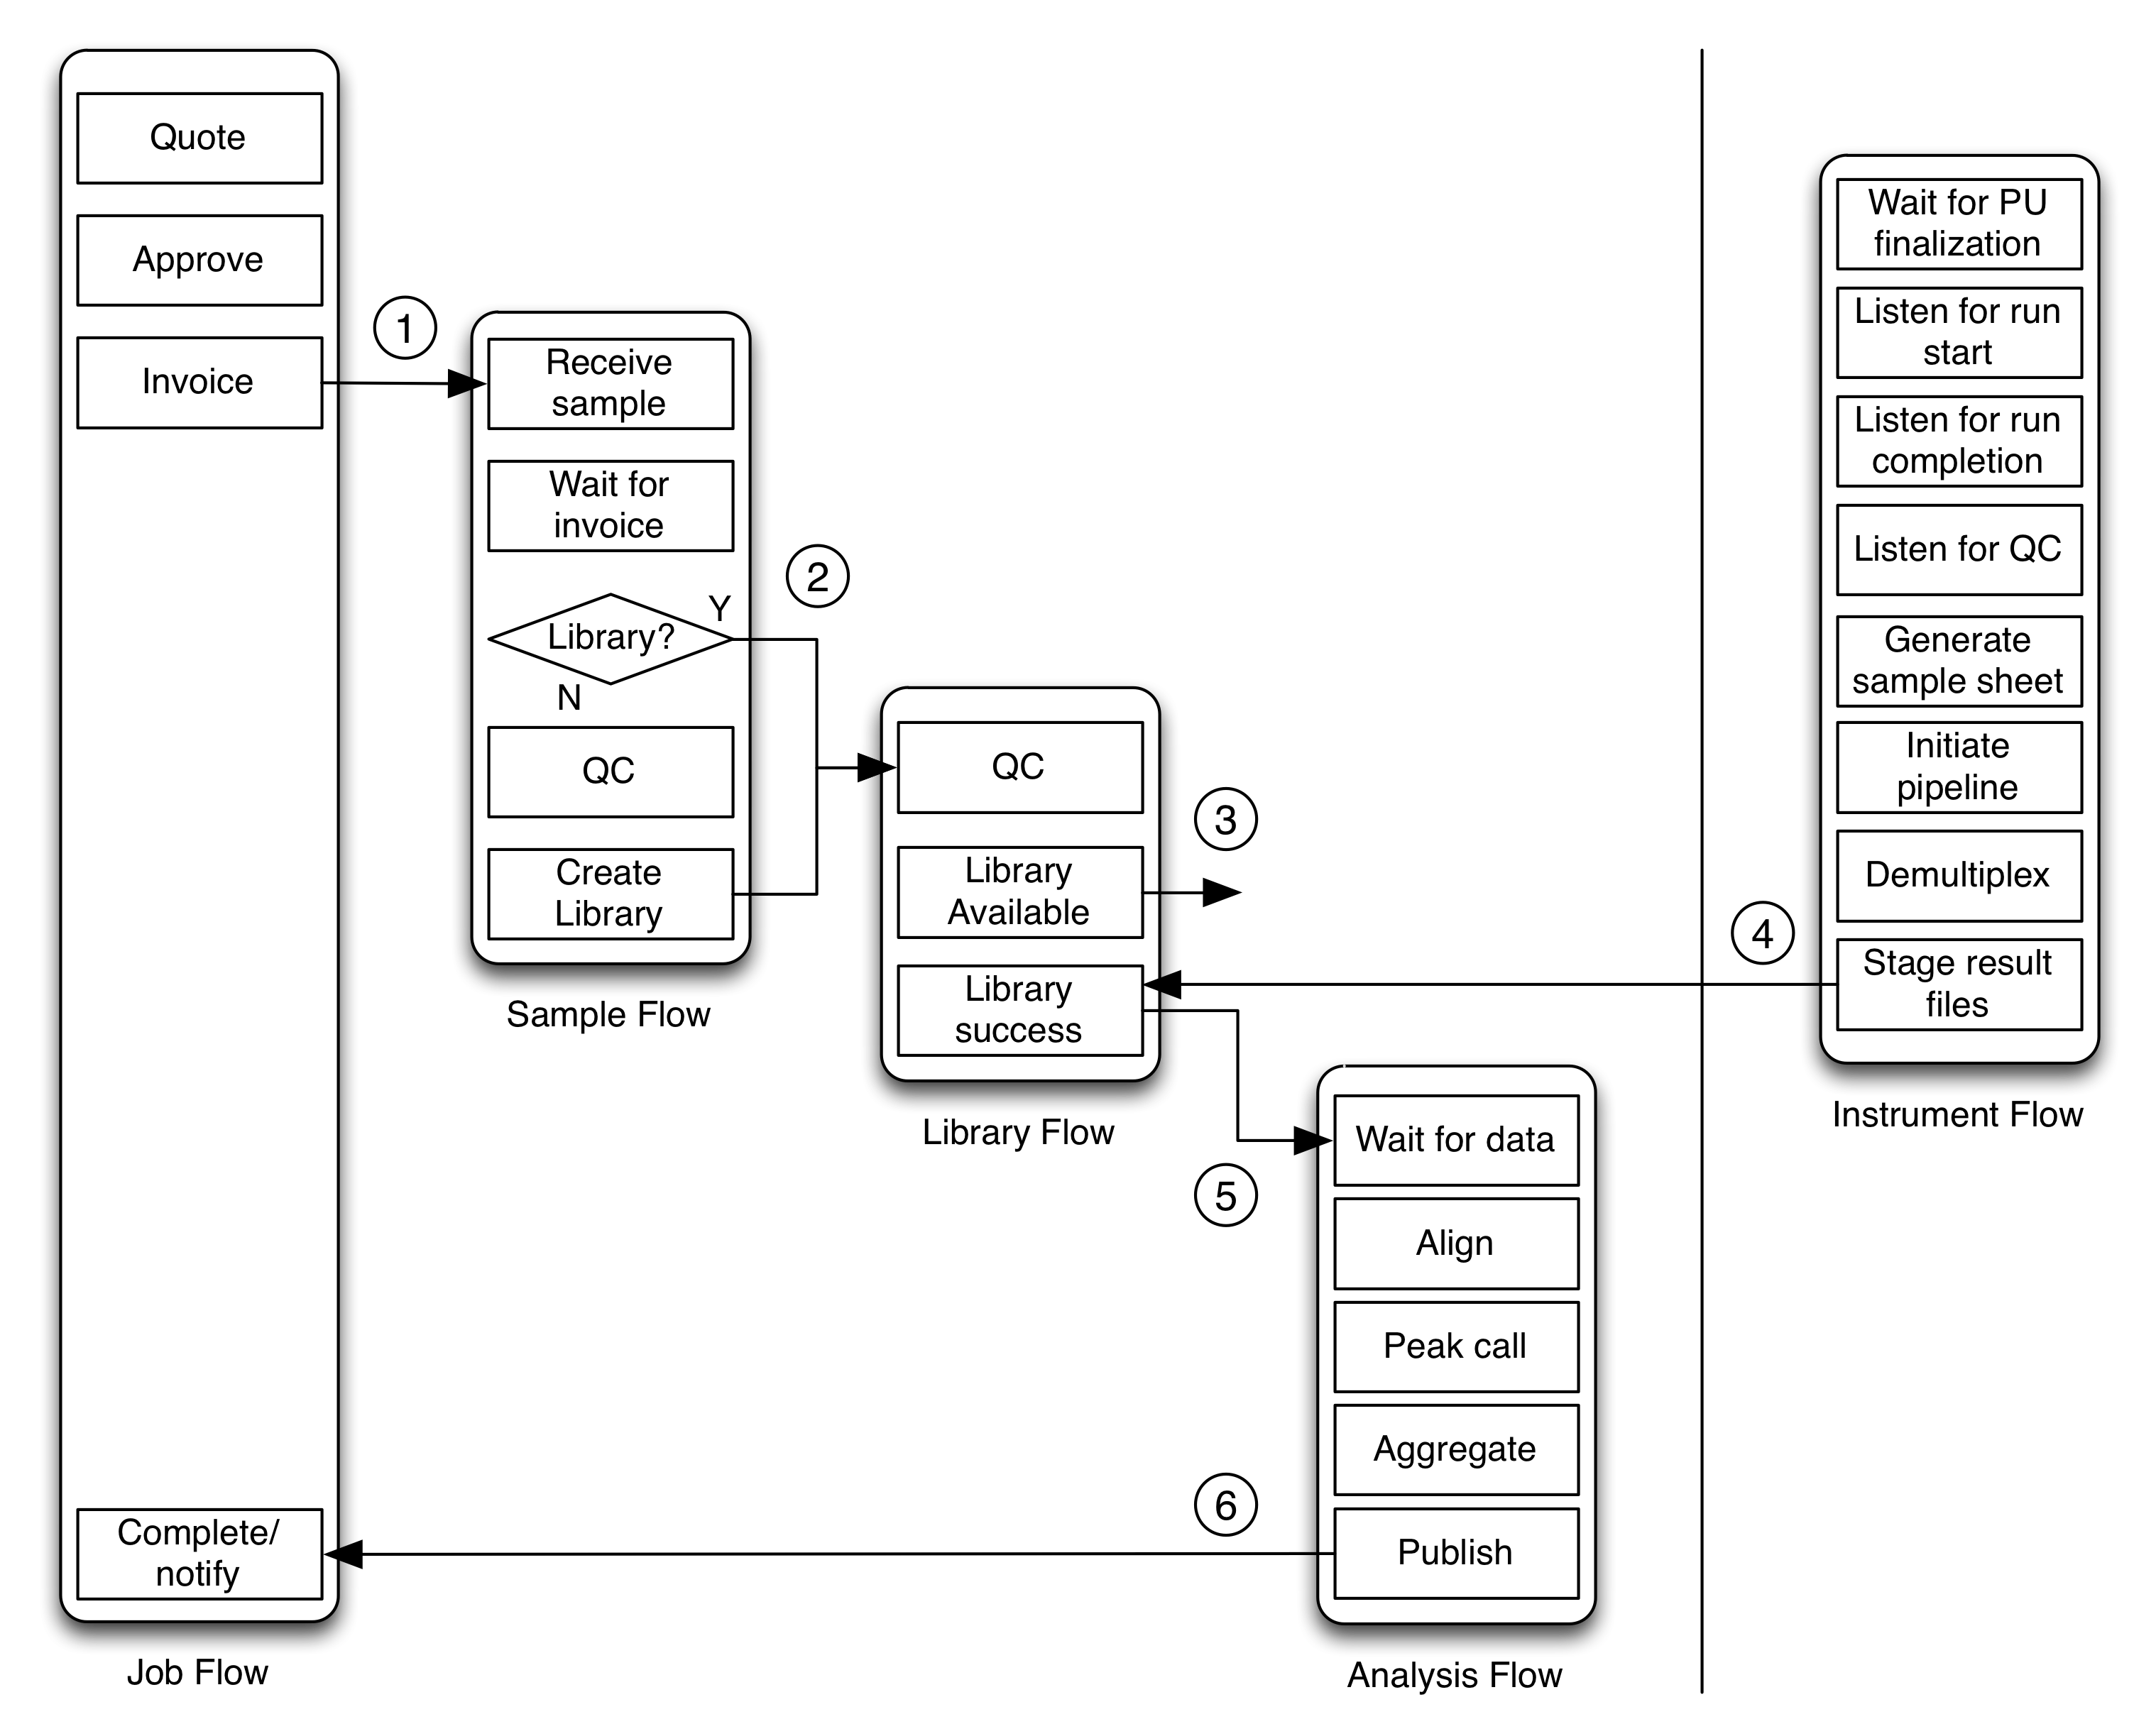 Quote
Approve
Invoice
Complete/
notify
Job Flow
1
Receive
sample
Wait for
invoice
Library?
Y
N
QC
Create
Library
Sample Flow
2
QC
Library
Available
Library
success
Library Flow
3
4
5
Wait for data
Align
Peak call
Aggregate
Publish
Analysis Flow
6
Wait for PU
finalization
Listen for run
start
Listen for run
completion
Listen for QC
Generate
sample sheet
Initiate
pipeline
Demultiplex
Stage result
files
Instrument Flow